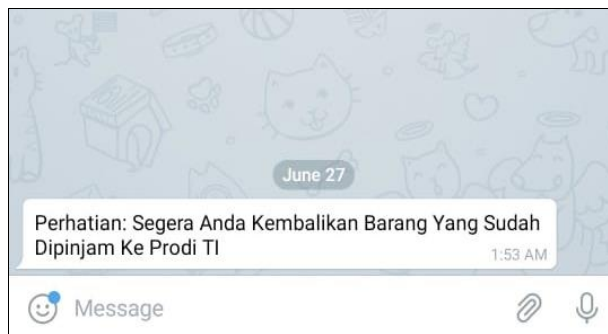 June 27
Perhatian: Segera Anda Kembalikan Barang Yang Sudah
Dipinjam Ke Prodi TI
1:53 AM
Message